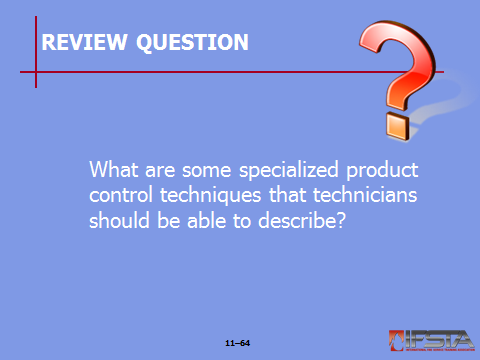 REVIEW QUESTION
What are some specialized product
control techniques that technicians
should be able to describe?
11–64
IFSTA